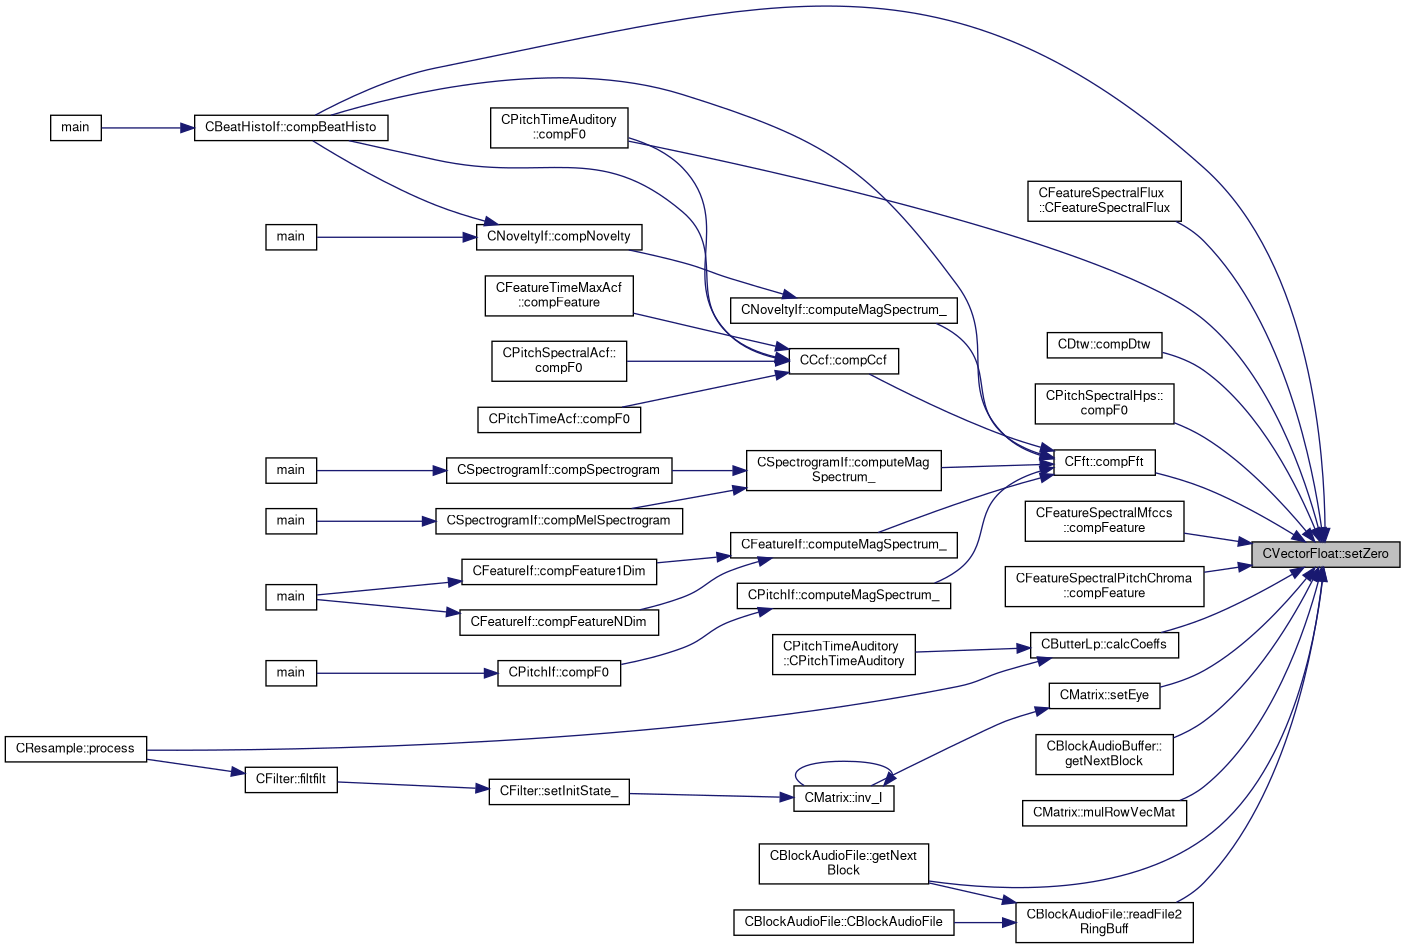 main
CBeatHistoIf::compBeatHisto
CPitchTimeAuditory
::compF0
CFeatureSpectralFlux
::CFeatureSpectralFlux
main
CNoveltyIf::compNovelty
CFeatureTimeMaxAcf
::compFeature
CNoveltyIf::computeMagSpectrum_
CDtw::compDtw
CPitchSpectralAcf::
compF0
CCcf::compCcf
CPitchSpectralHps::
compF0
CPitchTimeAcf::compF0
main
CSpectrogramIf::compSpectrogram
CSpectrogramIf::computeMag
Spectrum_
CFft::compFft
main
CSpectrogramIf::compMelSpectrogram
CFeatureSpectralMfccs
::compFeature
CFeatureIf::computeMagSpectrum_
CVectorFloat::setZero
CFeatureIf::compFeature1Dim
CFeatureSpectralPitchChroma
::compFeature
main
CPitchIf::computeMagSpectrum_
CFeatureIf::compFeatureNDim
CPitchTimeAuditory
::CPitchTimeAuditory
CButterLp::calcCoeffs
main
CPitchIf::compF0
CMatrix::setEye
CResample::process
CBlockAudioBuffer::
getNextBlock
CFilter::filtfilt
CFilter::setInitState_
CMatrix::inv_I
CMatrix::mulRowVecMat
CBlockAudioFile::getNext
Block
CBlockAudioFile::CBlockAudioFile
CBlockAudioFile::readFile2
RingBuff